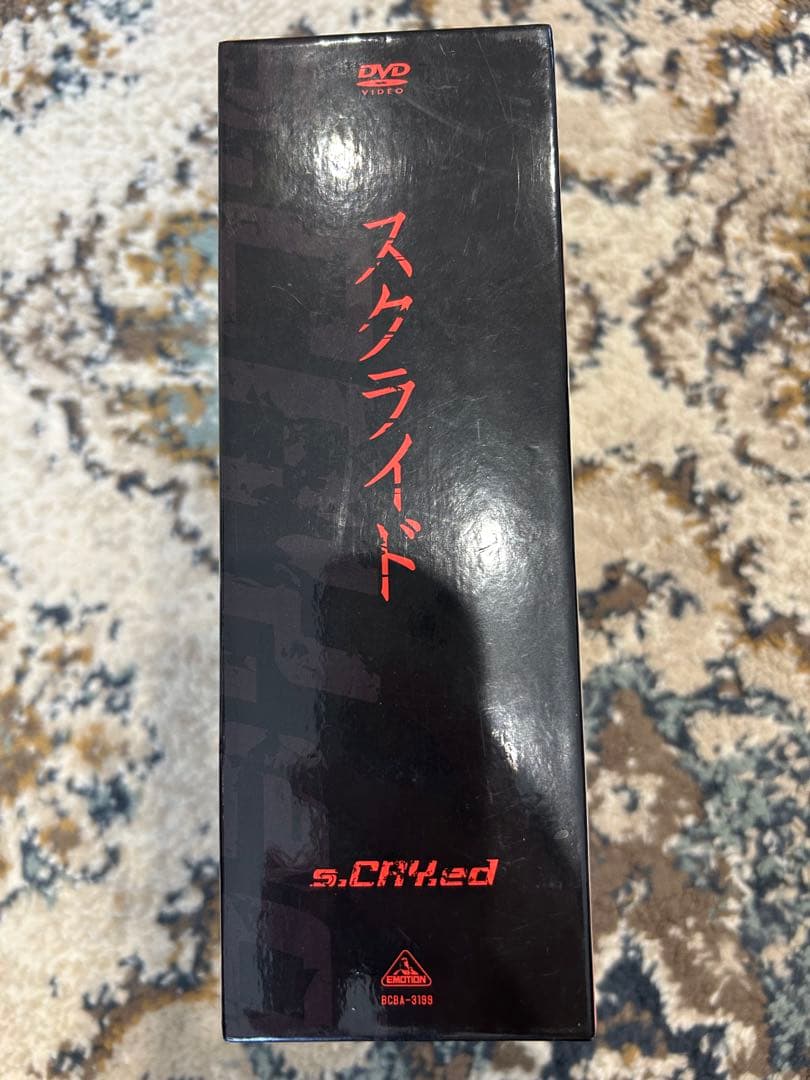 DVD
VIDEO
スクライド
s.CRY.ed
EMOTION
BCBA-3199